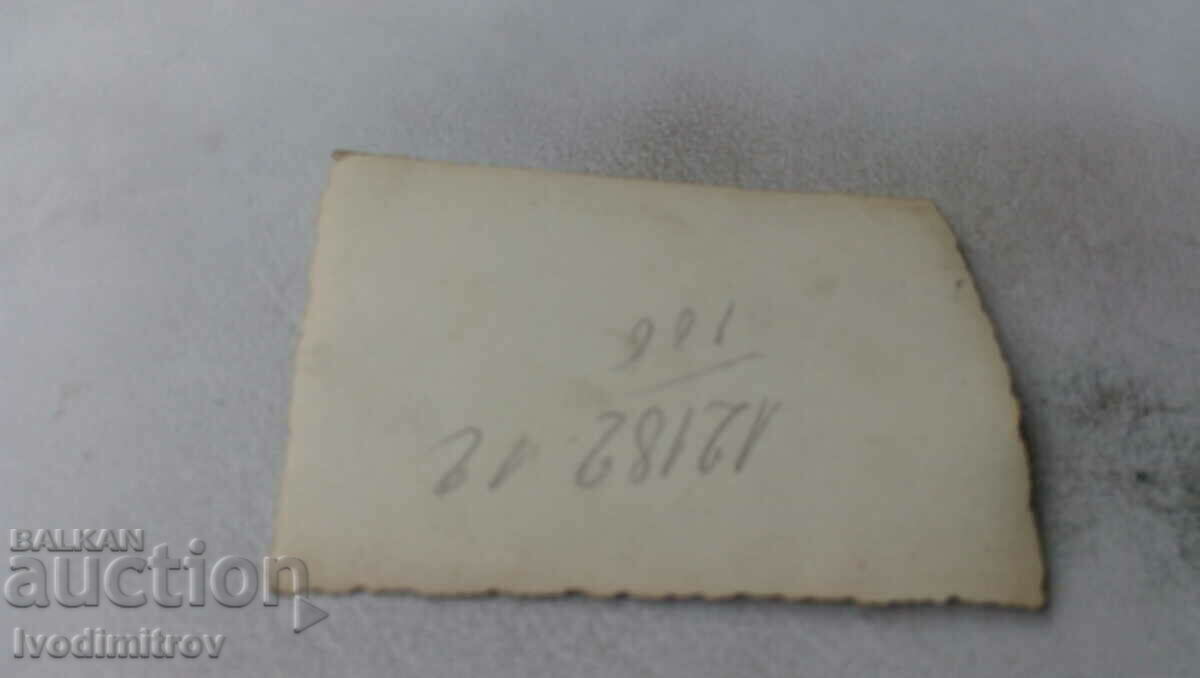 12182 12
166
BALKAN
auction
Ivodimitrov